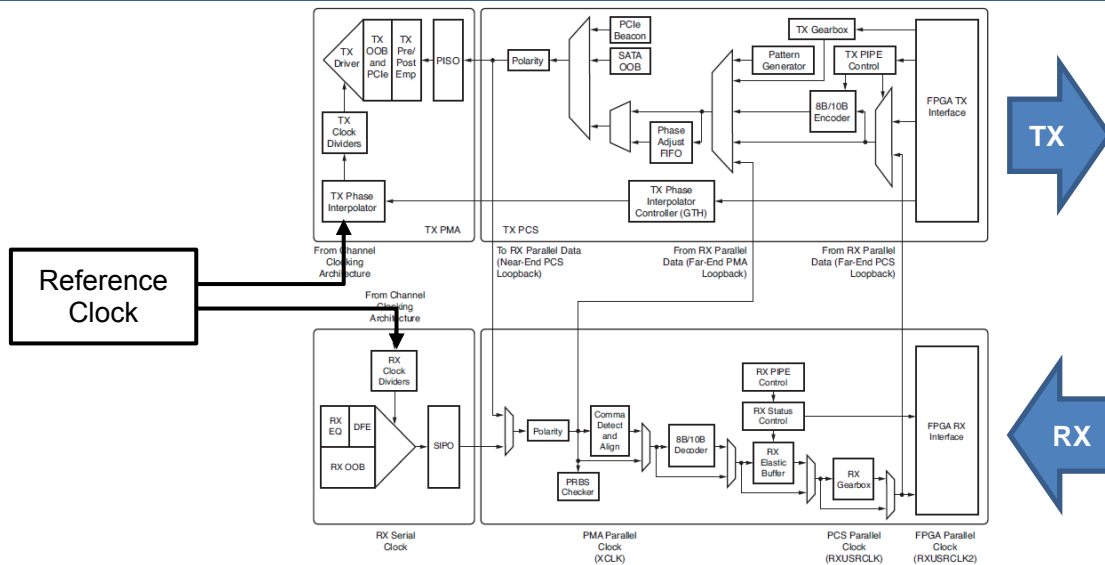 PCIe
Beacon
SATA
OOB
TX Gearbox
Pattern
Generator
TX PIPE
Control
TX
Driver
TX
OOB
and
PCIe
TX
Pre/
Post
Emp
PISO
Polarity
8B/10B
Encoder
FPGA TX
Interface
TX
TX
Clock
Dividers
Phase
Adjust
FIFO
TX Phase
Interpolator
TX Phase
Interpolator
Controller (GTH)
TX PMA
TX PCS
From Channel
Clocking
Architecture
To RX Parallel Data
(Near-End PCS
Loopback)
From RX Parallel
Data (Far-End PMA
Loopback)
From RX Parallel
Data (Far-End PCS
Loopback)
Reference
Clock
From Channel
Clocking
Architecture
RX
Clock
Dividers
RX
EQ
DFE
RX OOB
SIPO
Polarity
Comma
Detect
and
Align
PRBS
Checker
8B/10B
Decoder
RX PIPE
Control
RX Status
Control
RX
Elastic
Buffer
RX
Gearbox
FPGA RX
Interface
RX
RX Serial
Clock
PMA Parallel
Clock
(XCLK)
PCS Parallel
Clock
(RXUSRCLK)
FPGA Parallel
Clock
(RXUSRCLK2)